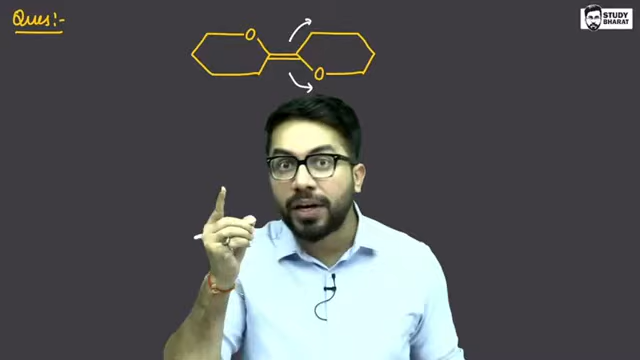 Ques:-
STUDY
BHARAT
O
O